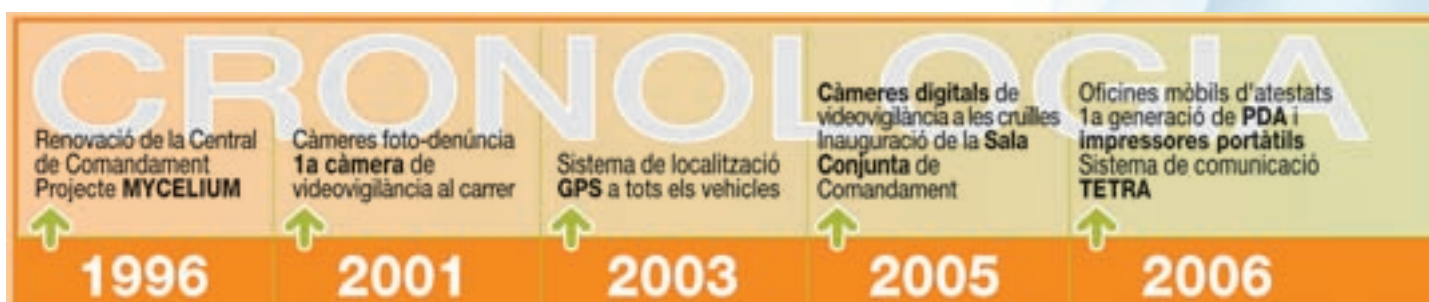 CRONOLOGIA
Renovació de la Central
de Comandament
Projecte MYCELIUM
1996
Càmeres foto-denúncia
1a càmera de
videovigilància al carrer
2001
Sistema de localització
GPS a tots els vehicles
2003
Càmeres digitals de
videovigilància a les cruïlles
Inauguració de la Sala
Conjunta de
Comandament
2005
Oficines mòbils d'atestats
1a generació de PDA i
impressores portàtils
Sistema de comunicació
TETRA
2006